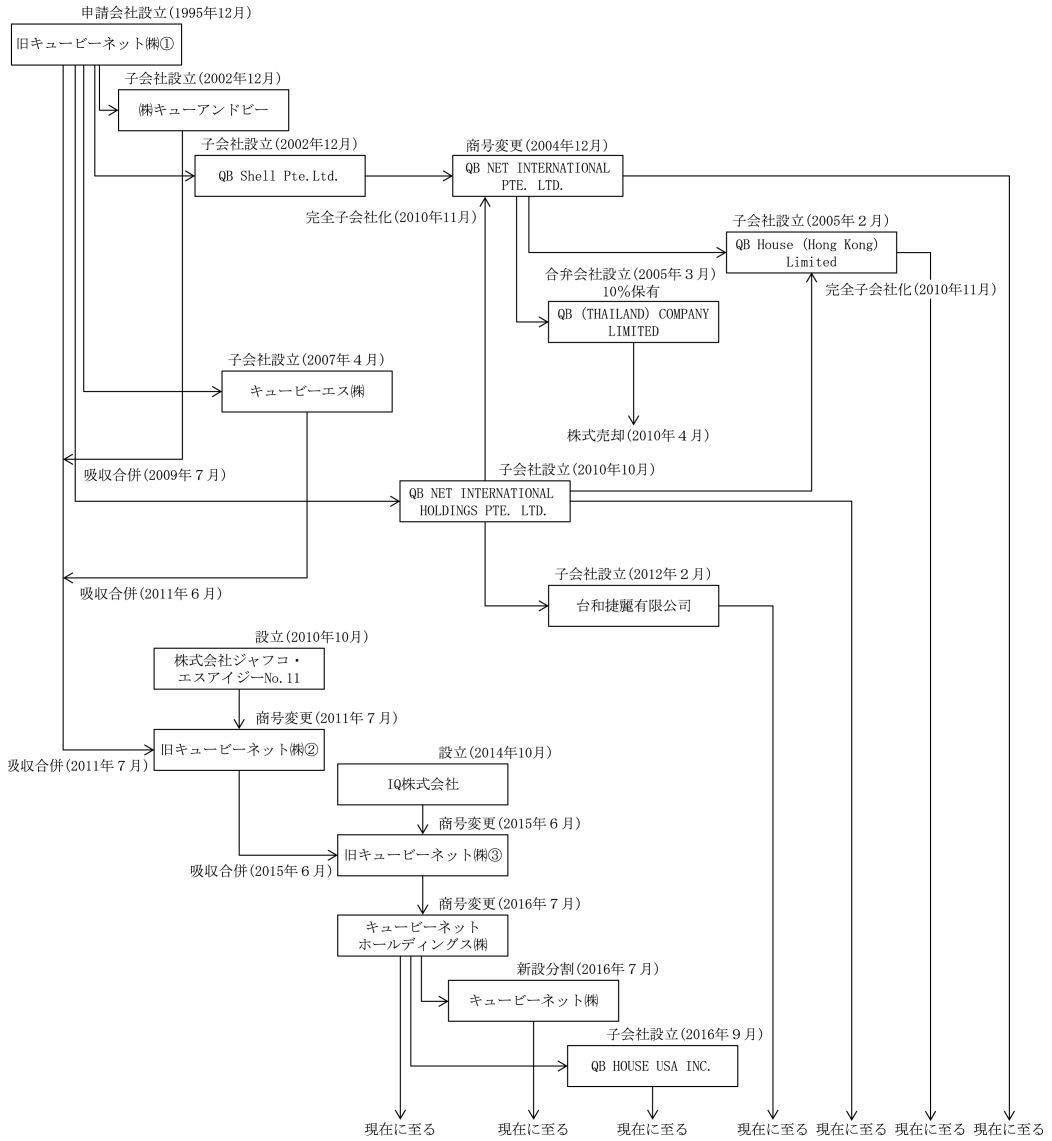 申請会社設立(1995年12月)
旧キュービーネット㈱①
子会社設立(2002年12月)
㈱キューアンドビー
子会社設立(2002年12月)
QB Shell Pte.Ltd.
商号変更(2004年12月)
QB NET INTERNATIONAL
PTE. LTD.
完全子会社化(2010年11月)
子会社設立(2005年2月)
QB House (Hong Kong)
Limited
完全子会社化(2010年11月)
合弁会社設立(2005年3月)
10％保有
QB (THAILAND) COMPANY
LIMITED
子会社設立(2007年4月)
キュービーエス㈱
株式売却(2010年4月)
吸収合併(2009年7月)
子会社設立(2010年10月)
QB NET INTERNATIONAL
HOLDINGS PTE. LTD.
子会社設立(2012年2月)
台和捷麗有限公司
吸収合併(2011年6月)
設立(2010年10月)
株式会社ジャフコ・
エスアイジーNo.11
商号変更(2011年7月)
旧キュービーネット㈱②
吸収合併(2011年7月)
設立(2014年10月)
IQ株式会社
商号変更(2015年6月)
旧キュービーネット㈱③
吸収合併(2015年6月)
商号変更(2016年7月)
キュービーネット
ホールディングス㈱
新設分割(2016年7月)
キュービーネット㈱
子会社設立(2016年9月)
QB HOUSE USA INC.
現在に至る
現在に至る
現在に至る
現在に至る
現在に至る
現在に至る
現在に至る